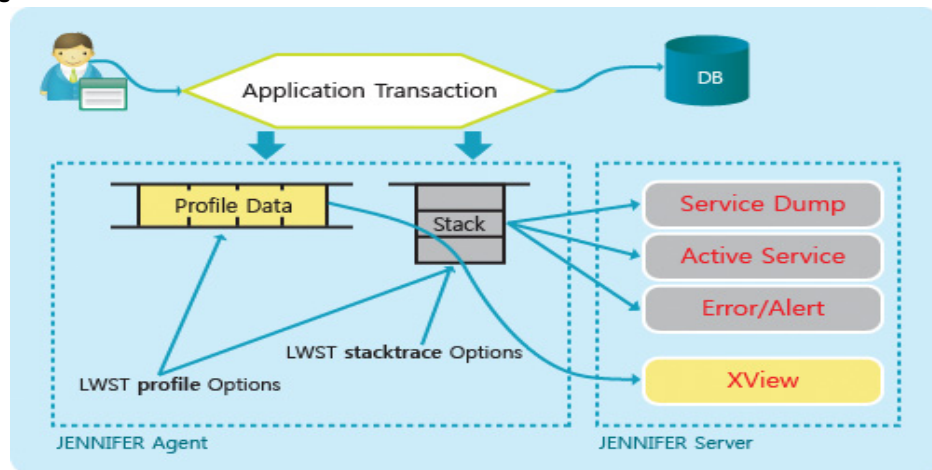 Application Transaction
DB
Profile Data
Stack
Service Dump
Active Service
Error/Alert
XView
LWST stacktrace Options
LWST profile Options
JENNIFER Agent
JENNIFER Server